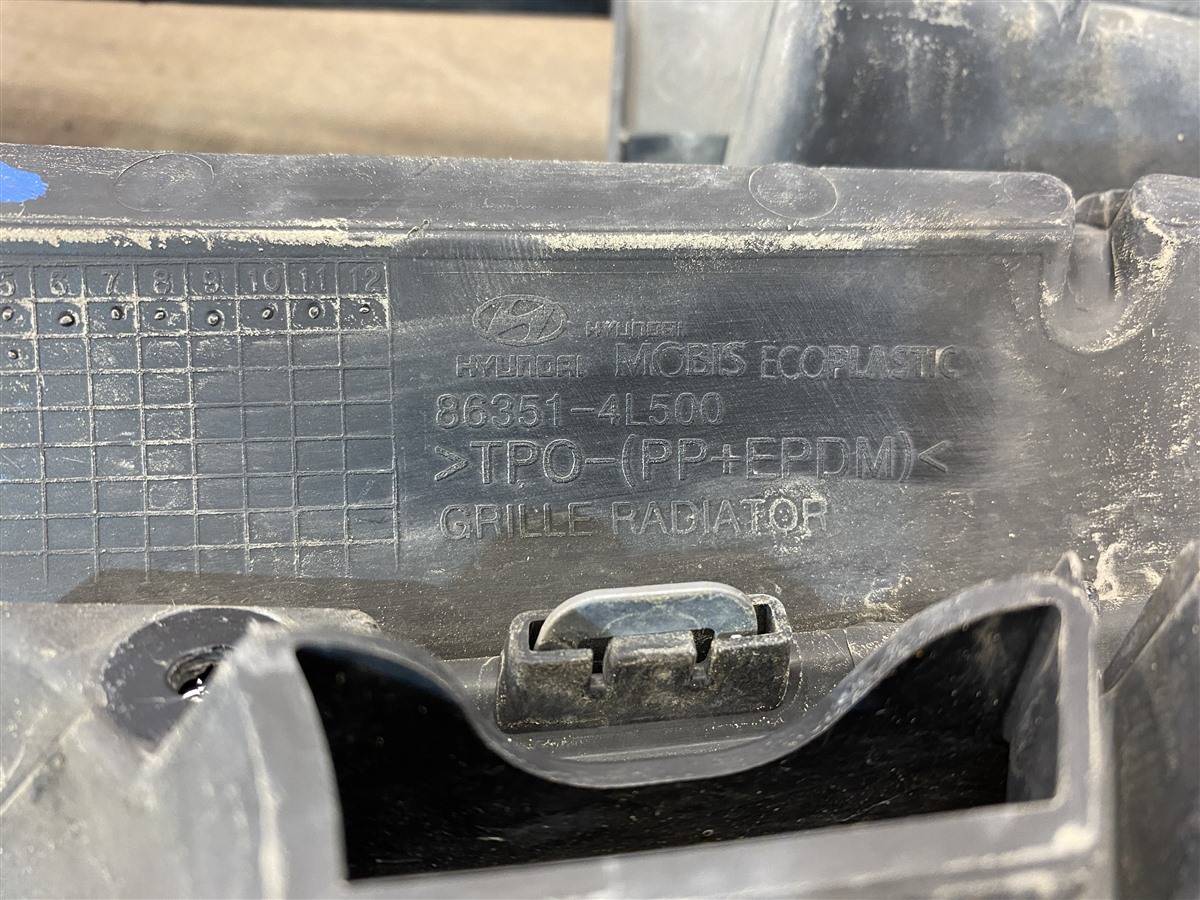 5 6 7 8 9 10 11 12
HYUNDAI
HYUNDAI MOBIS ECOPLASTIC
86351-4L500
>TPO-(PP+EPDM)<
GRILLE RADIATOR